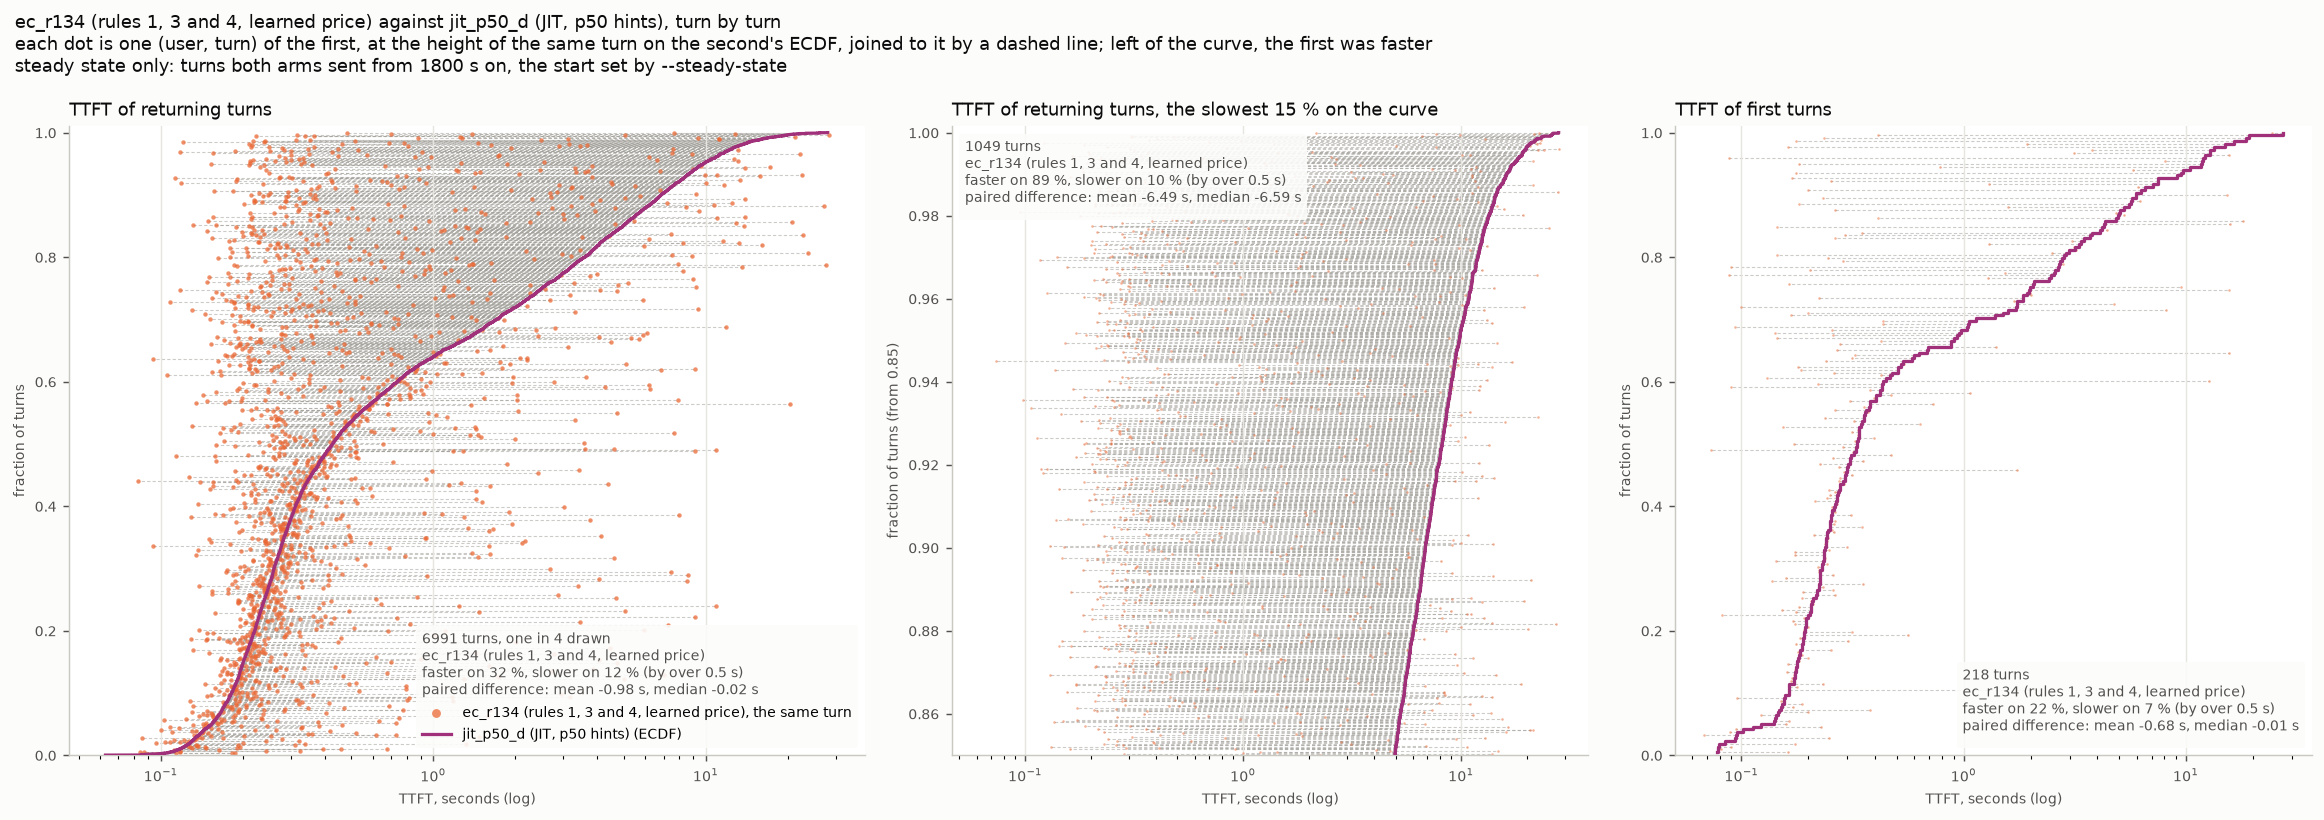 ec_r134 (rules 1, 3 and 4, learned price) against jit_p50_d (JIT, p50 hints), turn by turn
each dot is one (user, turn) of the first, at the height of the same turn on the second's ECDF, joined to it by a dashed line; left of the curve, the first was faster
steady state only: turns both arms sent from 1800 s on, the start set by --steady-state
TTFT of returning turns
fraction of turns
1.0
0.8
0.6
0.4
0.2
0.0
6991 turns, one in 4 drawn
ec_r134 (rules 1, 3 and 4, learned price)
faster on 32 %, slower on 12 % (by over 0.5 s)
paired difference: mean -0.98 s, median -0.02 s
ec_r134 (rules 1, 3 and 4, learned price), the same turn
jit_p50_d (JIT, p50 hints) (ECDF)
10⁻¹ 10⁰ 10¹
TTFT, seconds (log)
TTFT of returning turns, the slowest 15 % on the curve
fraction of turns (from 0.85)
1.00
0.98
0.96
0.94
0.92
0.90
0.88
0.86
1049 turns
ec_r134 (rules 1, 3 and 4, learned price)
faster on 89 %, slower on 10 % (by over 0.5 s)
paired difference: mean -6.49 s, median -6.59 s
10⁻¹ 10⁰ 10¹
TTFT, seconds (log)
TTFT of first turns
fraction of turns
1.0
0.8
0.6
0.4
0.2
0.0
218 turns
ec_r134 (rules 1, 3 and 4, learned price)
faster on 22 %, slower on 7 % (by over 0.5 s)
paired difference: mean -0.68 s, median -0.01 s
10⁻¹ 10⁰ 10¹
TTFT, seconds (log)